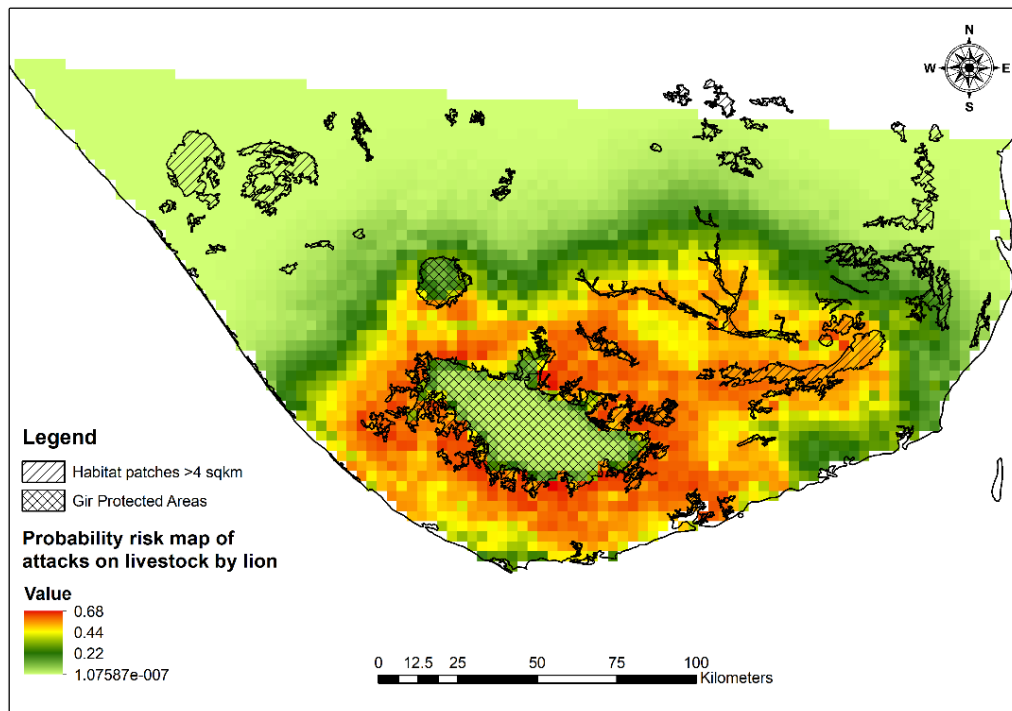 N
W E
S
Legend
Habitat patches >4 sqkm
Gir Protected Areas
Probability risk map of
attacks on livestock by lion
Value
0.68
0.44
0.22
1.07587e-007
0 12.5 25 50 75 100
Kilometers